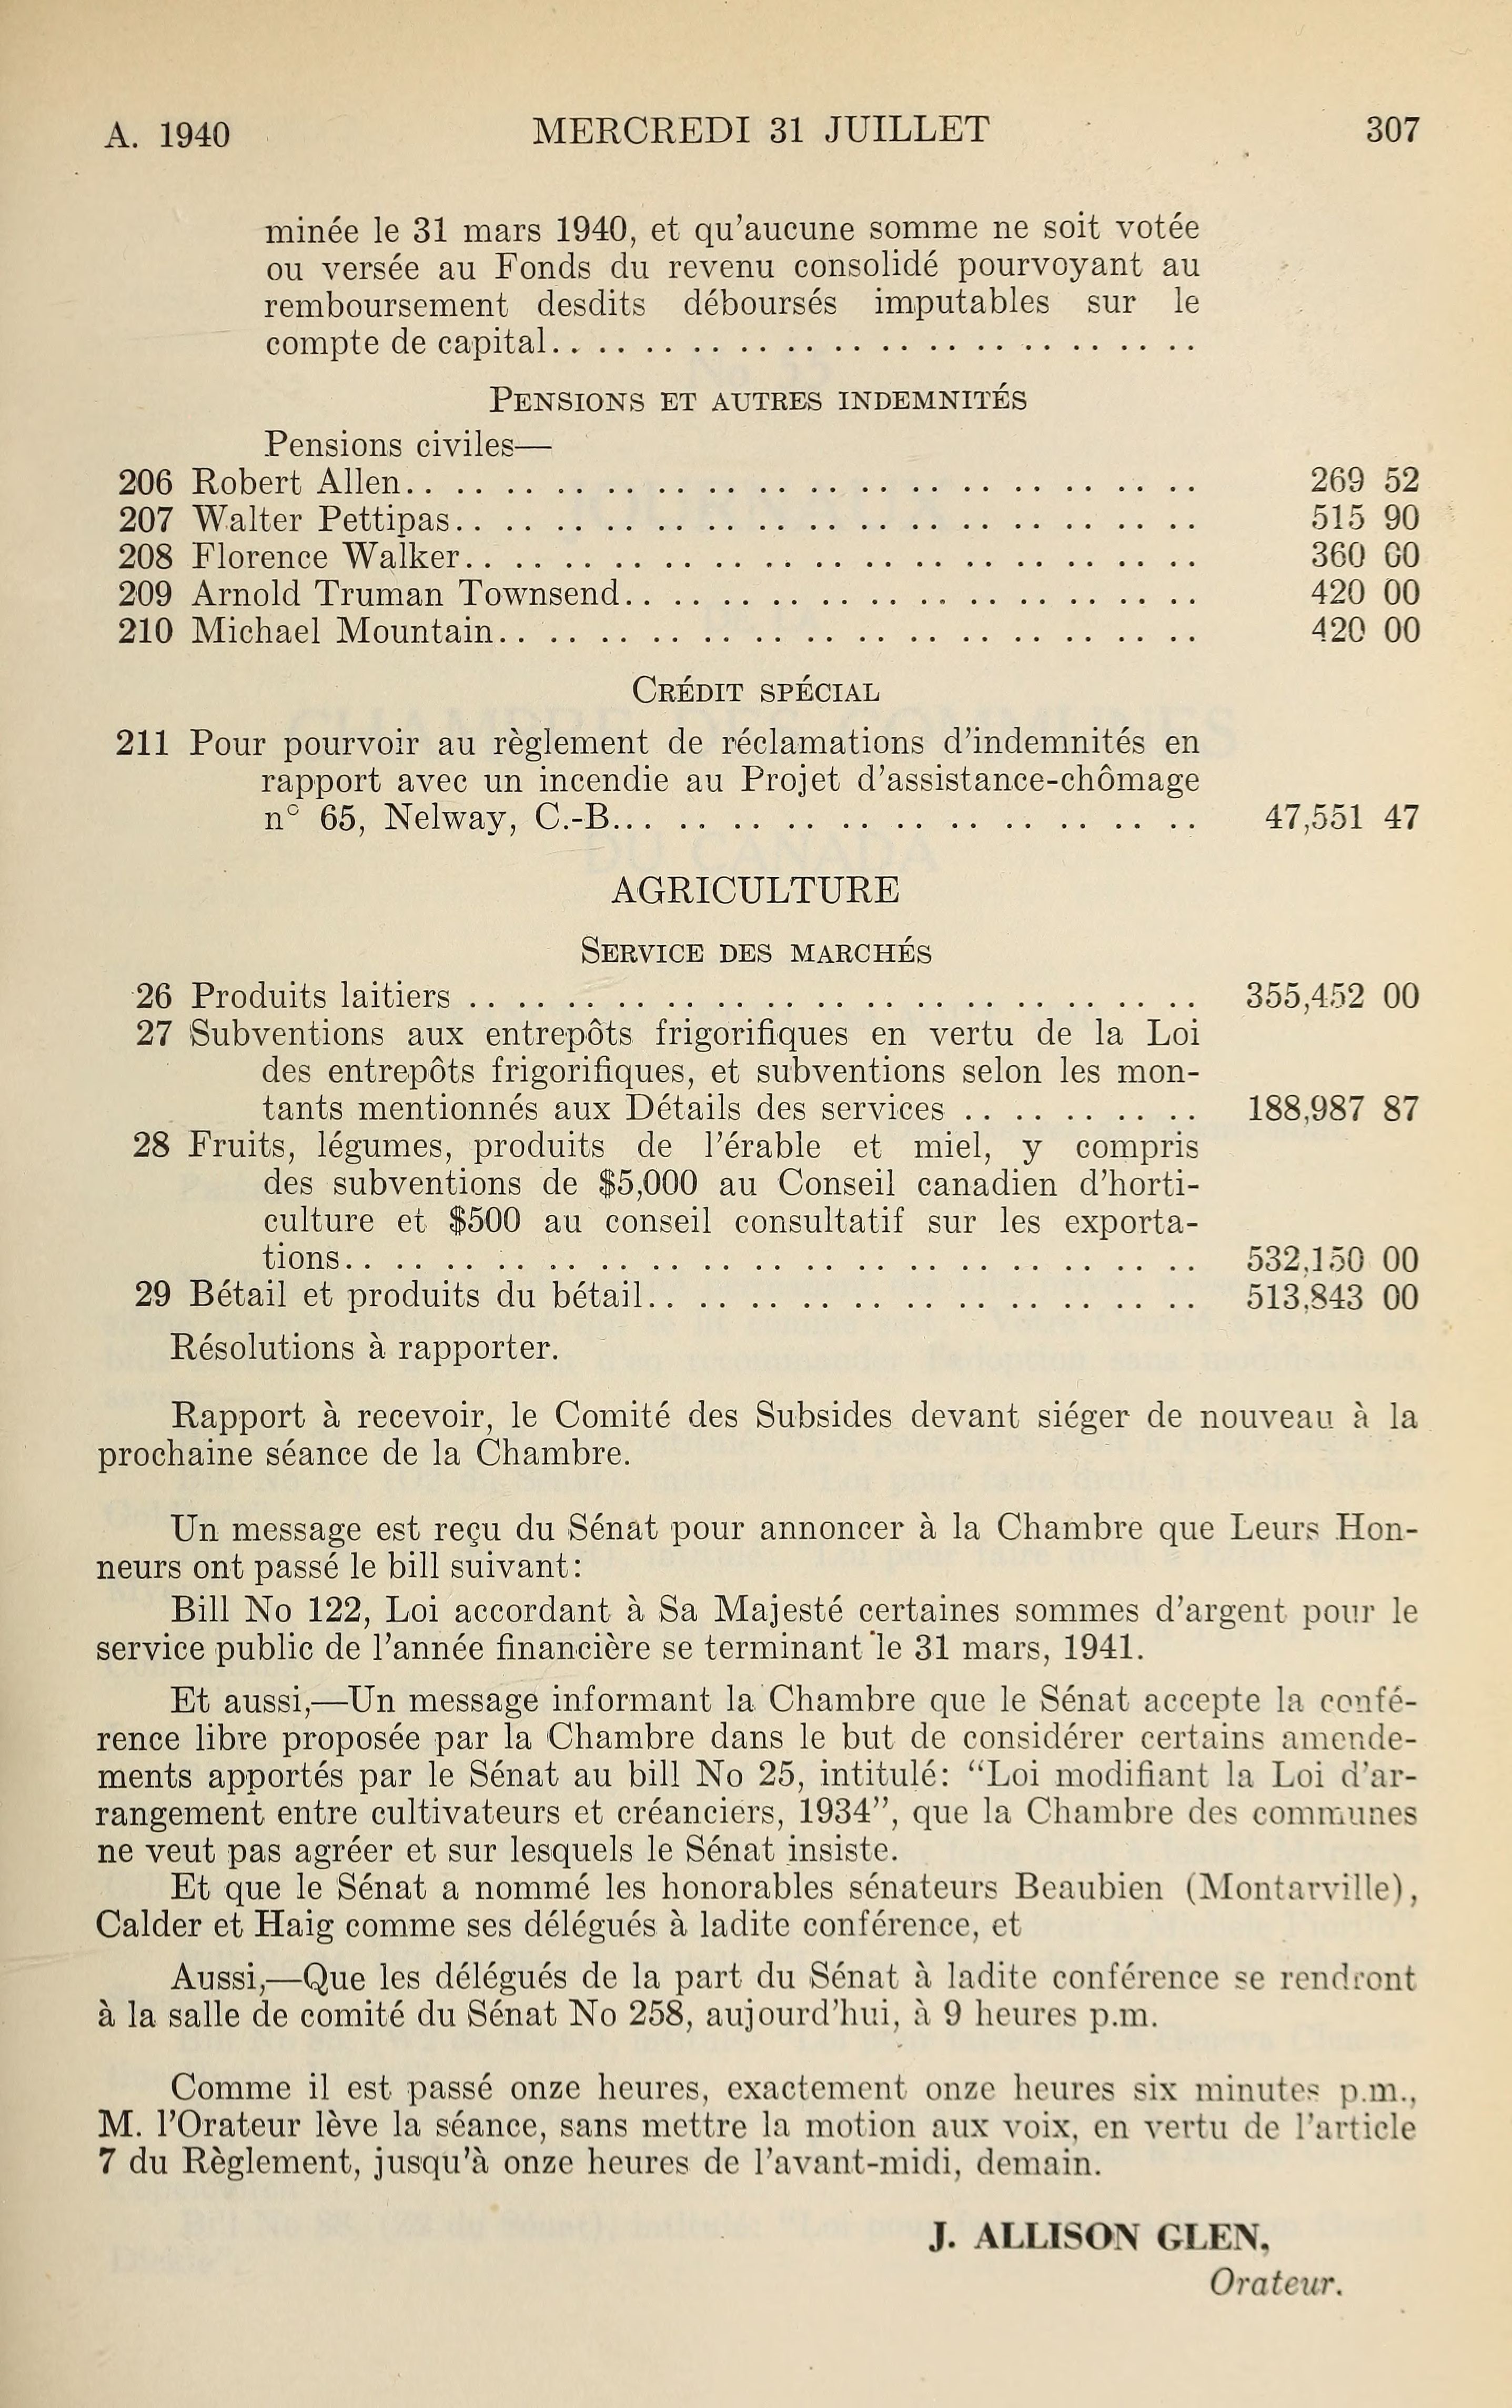 A. 1940 MERCREDI 31 JUILLET 307
minée le 31 mars 1940, et qu'aucune somme ne soit votée
ou versée au Fonds du revenu consolidé pourvoyant au
remboursement desdits déboursés imputables sur le
compte de capital. . . . . . . . . . . . . . . . . . . . . . . . . . . .
PENSIONS ET AUTRES INDEMNITÉS
Pensions civiles—
206 Robert Allen. . . . . . . . . . . . . . . . . . . . . . . . . . . . . . . . 269 52
207 Walter Pettipas. . . . . . . . . . . . . . . . . . . . . . . . . . . . . . 515 90
208 Florence Walker. . . . . . . . . . . . . . . . . . . . . . . . . . . . . . 360 00
209 Arnold Truman Townsend. . . . . . . . . . . . . . . . . . . . . . . . 420 00
210 Michael Mountain. . . . . . . . . . . . . . . . . . . . . . . . . . . . . 420 00
CRÉDIT SPÉCIAL
211 Pour pourvoir au règlement de réclamations d'indemnités en
rapport avec un incendie au Projet d'assistance-chômage
n° 65, Nelway, C.-B. . . . . . . . . . . . . . . . . . . . . . . . 47,551 47
AGRICULTURE
SERVICE DES MARCHÉS
26 Produits laitiers . . . . . . . . . . . . . . . . . . . . . . . . . . . . . . 355,452 00
27 Subventions aux entrepôts frigorifiques en vertu de la Loi
des entrepôts frigorifiques, et subventions selon les mon-
tants mentionnés aux Détails des services . . . . . . . . . . 188,987 87
28 Fruits, légumes, produits de l'érable et miel, y compris
des subventions de $5,000 au Conseil canadien d'horti-
culture et $500 au conseil consultatif sur les exporta-
tions. . . . . . . . . . . . . . . . . . . . . . . . . . . . . . . . . . . 532,150 00
29 Bétail et produits du bétail. . . . . . . . . . . . . . . . . . . . . . . 513,843 00
Résolutions à rapporter.
Rapport à recevoir, le Comité des Subsides devant siéger de nouveau à la
prochaine séance de la Chambre.
Un message est reçu du Sénat pour annoncer à la Chambre que Leurs Hon-
neurs ont passé le bill suivant:
Bill No 122, Loi accordant à Sa Majesté certaines sommes d'argent pour le
service public de l'année financière se terminant le 31 mars, 1941.
Et aussi,—Un message informant la Chambre que le Sénat accepte la confé-
rence libre proposée par la Chambre dans le but de considérer certains amende-
ments apportés par le Sénat au bill No 25, intitulé: "Loi modifiant la Loi d'ar-
rangement entre cultivateurs et créanciers, 1934", que la Chambre des communes
ne veut pas agréer et sur lesquels le Sénat insiste.
Et que le Sénat a nommé les honorables sénateurs Beaubien (Montarville),
Calder et Haig comme ses délégués à ladite conférence, et
Aussi,—Que les délégués de la part du Sénat à ladite conférence se rendront
à la salle de comité du Sénat No 258, aujourd'hui, à 9 heures p.m.
Comme il est passé onze heures, exactement onze heures six minutes p.m.,
M. l'Orateur lève la séance, sans mettre la motion aux voix, en vertu de l'article
7 du Règlement, jusqu'à onze heures de l'avant-midi, demain.
J. ALLISON GLEN,
Orateur.